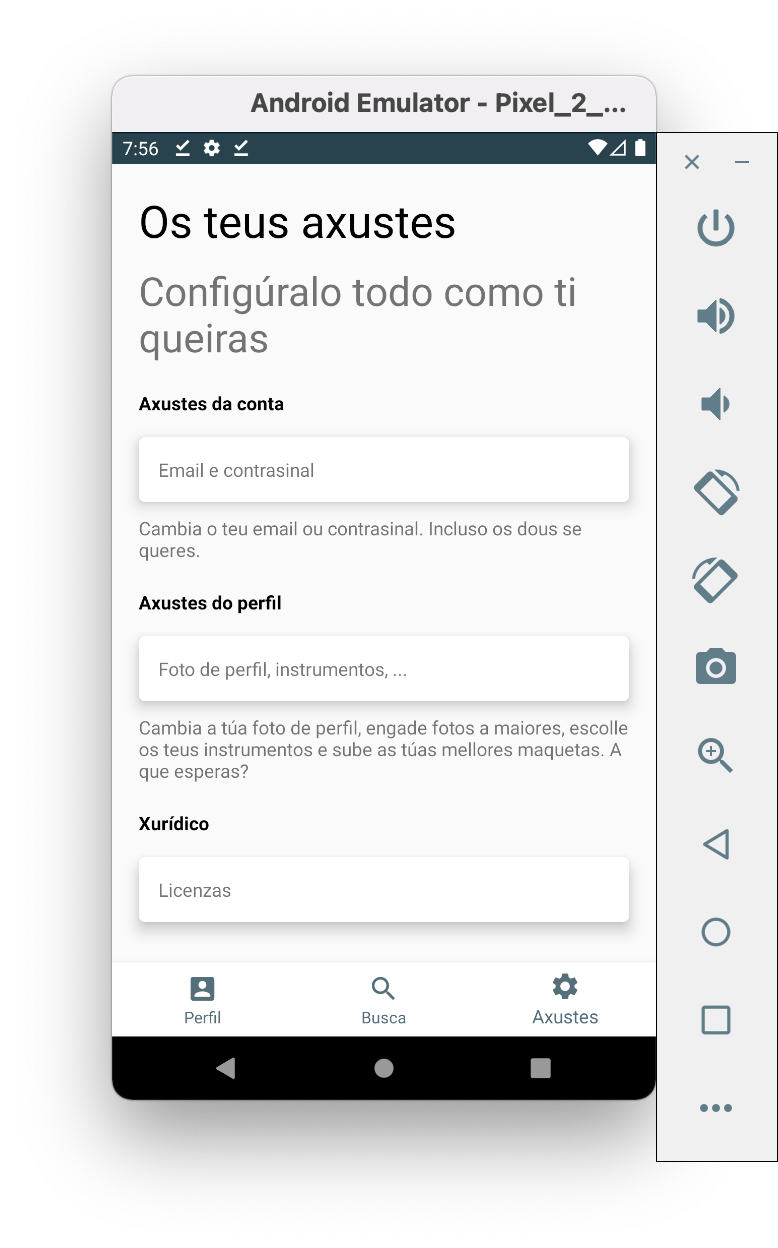 Android Emulator - Pixel_2_...
7:56
Os teus axustes
Configúralo todo como ti
queiras
Axustes da conta
Email e contrasinal
Cambia o teu email ou contrasinal. Incluso os dous se
queres.
Axustes do perfil
Foto de perfil, instrumentos, ...
Cambia a túa foto de perfil, engade fotos a maiores, escolle
os teus instrumentos e sube as túas mellores maquetas. A
que esperas?
Xurídico
Licenzas
Perfil
Busca
Axustes